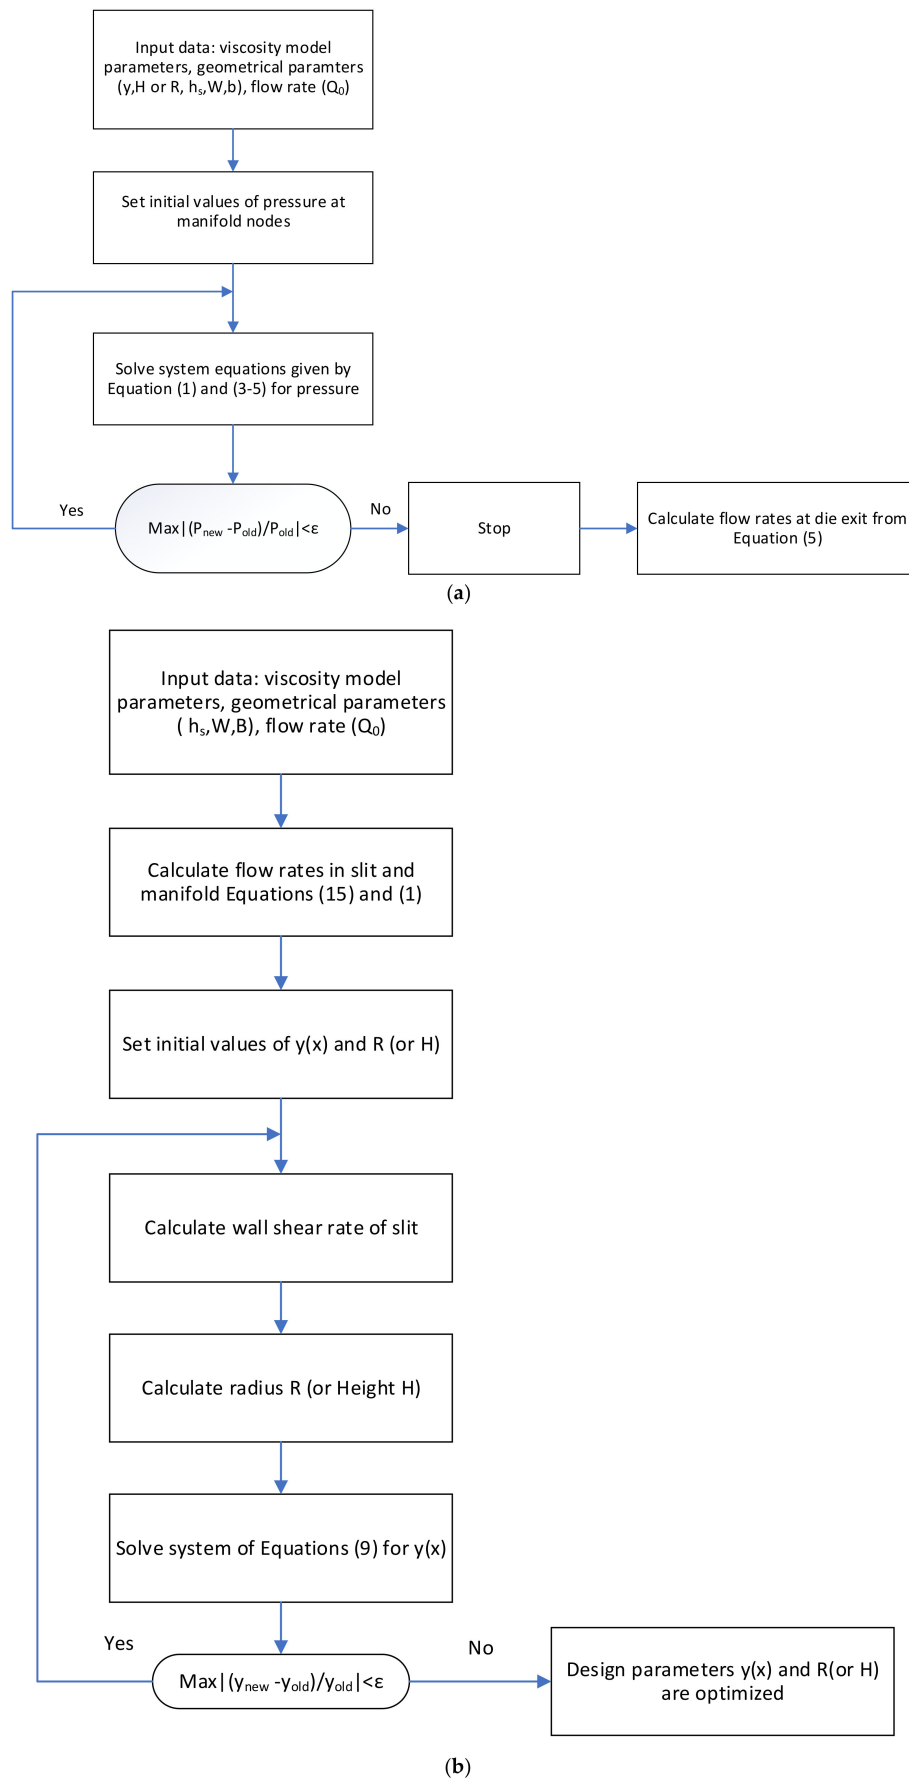 Input data: viscosity model
parameters, geometrical paramters
(y,H or R, hs,W,b), flow rate (Q0)
Set initial values of pressure at
manifold nodes
Solve system equations given by
Equation (1) and (3-5) for pressure
Yes
Max|(Pnew -Pold)/Pold|<ε
No
Stop
Calculate flow rates at die exit from
Equation (5)
(a)
Input data: viscosity model
parameters, geometrical parameters
( hs,W,B), flow rate (Q0)
Calculate flow rates in slit and
manifold Equations (15) and (1)
Set initial values of y(x) and R (or H)
Calculate wall shear rate of slit
Calculate radius R (or Height H)
Solve system of Equations (9) for y(x)
Yes
Max|(ynew -yold)/yold|<ε
No
Design parameters y(x) and R(or H)
are optimized
(b)